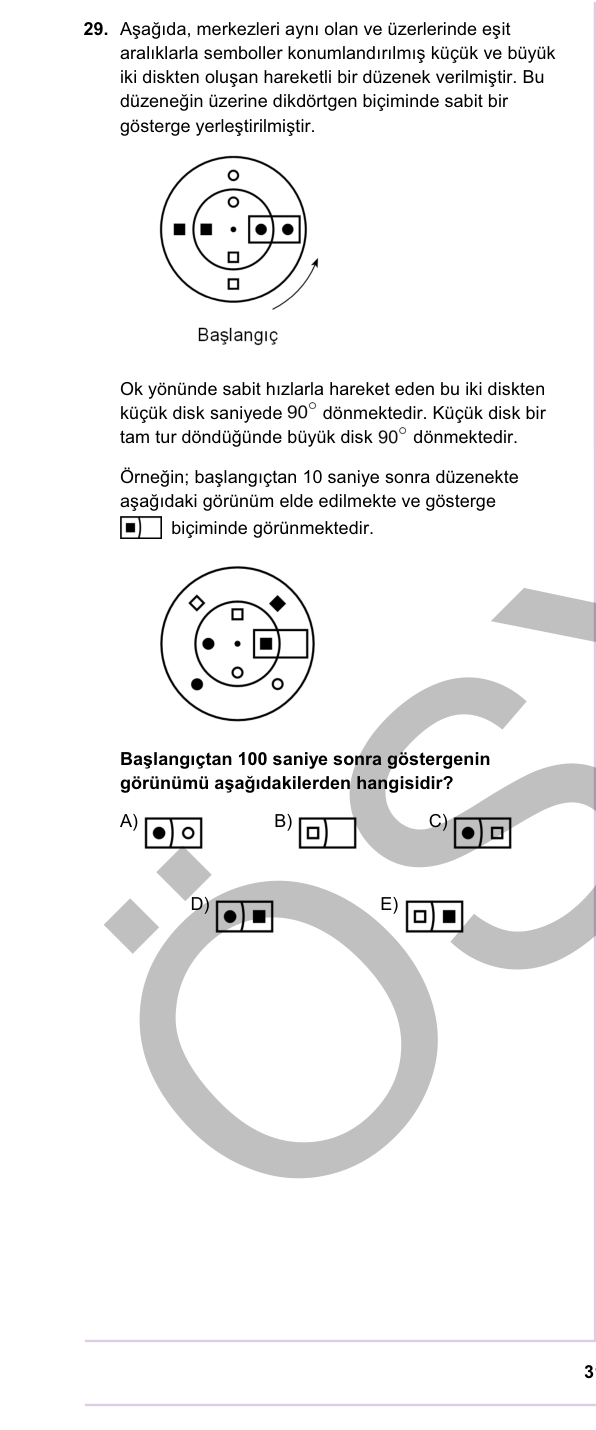 29. Aşağıda, merkezleri aynı olan ve üzerlerinde eşit
aralıklarla semboller konumlandırılmış küçük ve büyük
iki diskten oluşan hareketli bir düzenek verilmiştir. Bu
düzeneğin üzerine dikdörtgen biçiminde sabit bir
gösterge yerleştirilmiştir.
Başlangıç
Ok yönünde sabit hızlarla hareket eden bu iki diskten
küçük disk saniyede 90° dönmektedir. Küçük disk bir
tam tur döndüğünde büyük disk 90° dönmektedir.
Örneğin; başlangıçtan 10 saniye sonra düzenekte
aşağıdaki görünüm elde edilmekte ve gösterge
biçiminde görünmektedir.
Başlangıçtan 100 saniye sonra göstergenin
görünümü aşağıdakilerden hangisidir?
A) B) C)
D) E)
ÖS